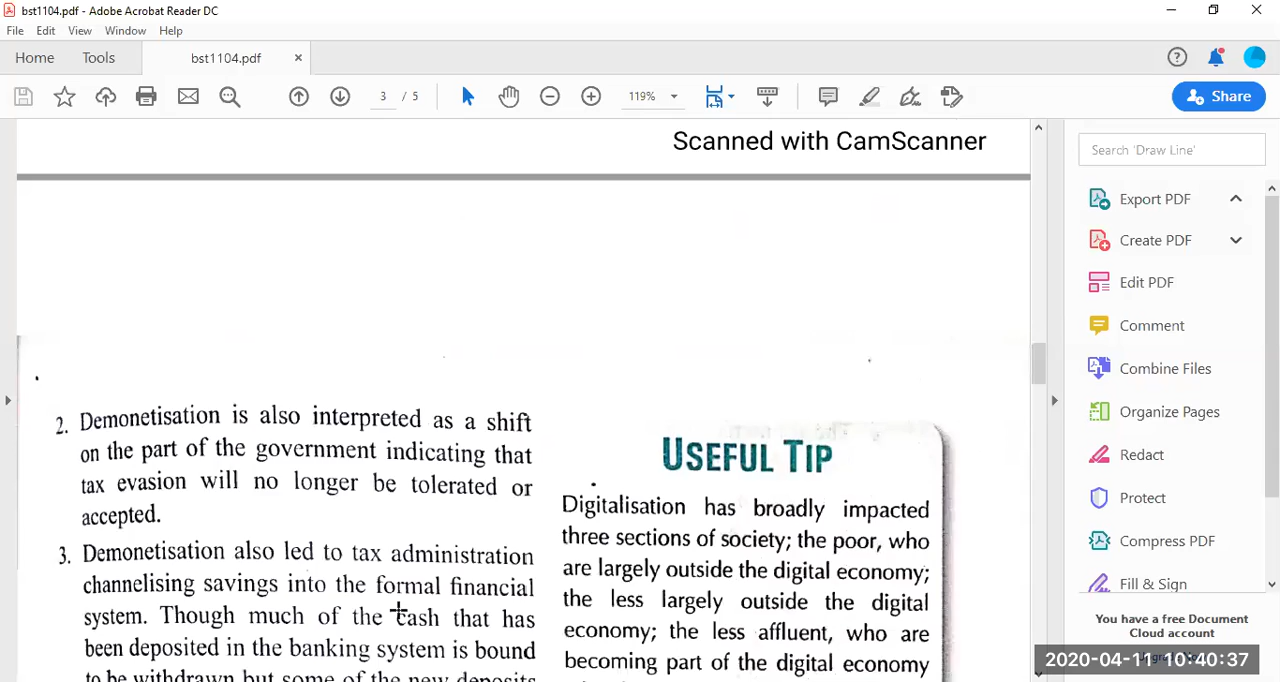 bst1104.pdf - Adobe Acrobat Reader DC
File Edit View Window Help
Home Tools bst1104.pdf ×
3 / 5 119% Share
Scanned with CamScanner
2. Demonetisation is also interpreted as a shift
on the part of the government indicating that
tax evasion will no longer be tolerated or
accepted.
3. Demonetisation also led to tax administration
channelising savings into the formal financial
system. Though much of the cash that has
been deposited in the banking system is bound
to be withdrawn but some of the new deposits
USEFUL TIP
Digitalisation has broadly impacted
three sections of society; the poor, who
are largely outside the digital economy;
the less largely outside the digital
economy; the less affluent, who are
becoming part of the digital economy
Search 'Draw Line'
Export PDF
Create PDF
Edit PDF
Comment
Combine Files
Organize Pages
Redact
Protect
Compress PDF
Fill & Sign
You have a free Document
Cloud account
2020-04-11 10:40:37